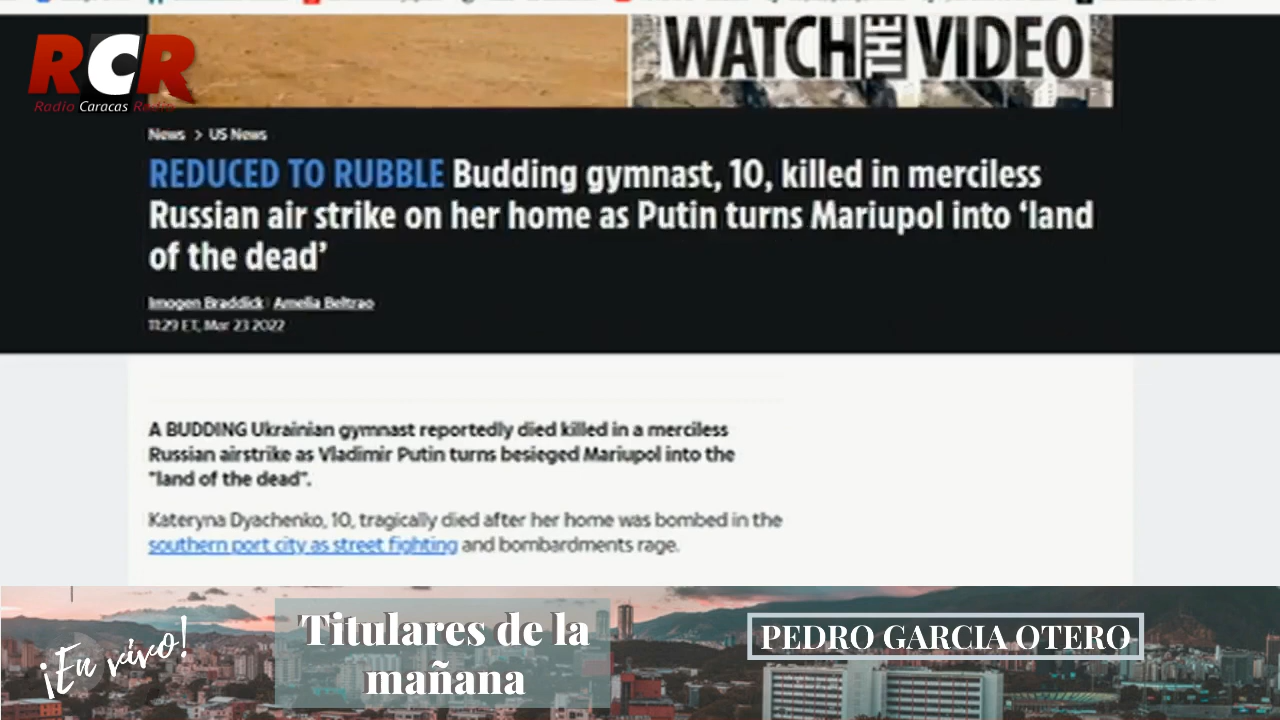 WATCH THE VIDEO
RCR
Radio Caracas Radio
News > US News
REDUCED TO RUBBLE Budding gymnast, 10, killed in merciless
Russian air strike on her home as Putin turns Mariupol into ‘land
of the dead’
Imogen Braddick Amelia Beltrao
11:29 ET, Mar 23 2022
A BUDDING Ukrainian gymnast reportedly died killed in a merciless
Russian airstrike as Vladimir Putin turns besieged Mariupol into the
"land of the dead".
Kateryna Dyachenko, 10, tragically died after her home was bombed in the
southern port city as street fighting and bombardments rage.
¡En vivo!
Titulares de la
mañana
PEDRO GARCIA OTERO